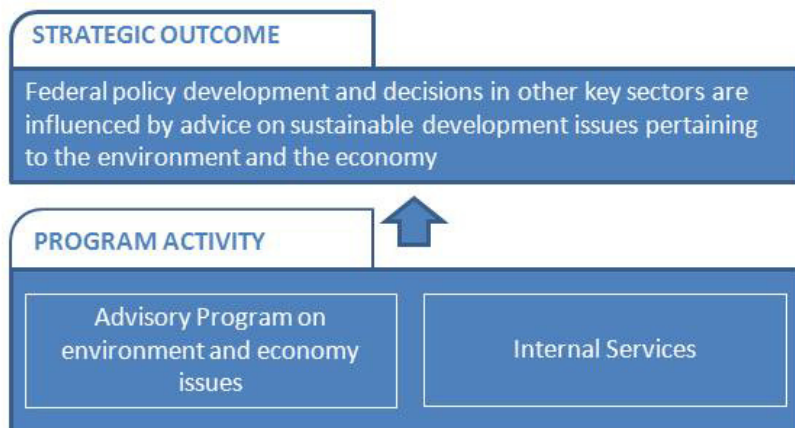 STRATEGIC OUTCOME
Federal policy development and decisions in other key sectors are
influenced by advice on sustainable development issues pertaining
to the environment and the economy
PROGRAM ACTIVITY
Advisory Program on
environment and economy
issues
Internal Services